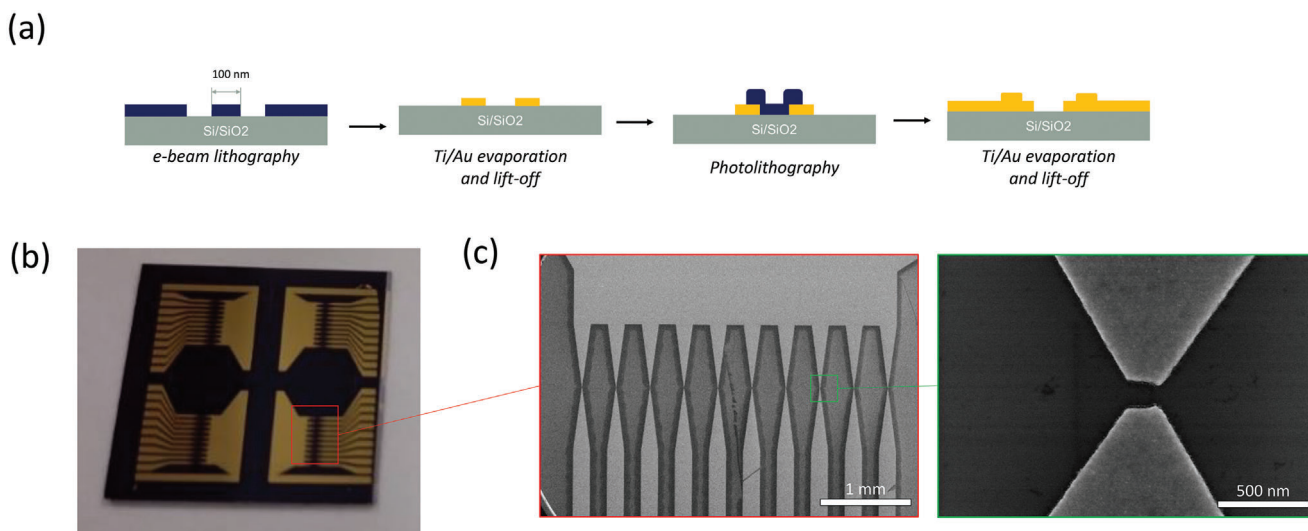 (a)
100 nm
Si/SiO2
e-beam lithography
Si/SiO2
Ti/Au evaporation
and lift-off
Si/SiO2
Photolithography
Si/SiO2
Ti/Au evaporation
and lift-off
(b)
(c)
1 mm
500 nm